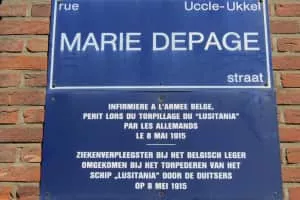 rue Uccle-Ukkel
MARIE DEPAGE
straat
INFIRMIERE A L'ARMEE BELGE,
PERIT LORS DU TORPILLAGE DU "LUSITANIA"
PAR LES ALLEMANDS
LE 8 MAI 1915
ZIEKENVERPLEEGSTER BIJ HET BELGISCH LEGER
OMGEKOMEN BIJ HET TORPEDEREN VAN HET
SCHIP „LUSITANIA" DOOR DE DUITSERS
OP 8 MEI 1915